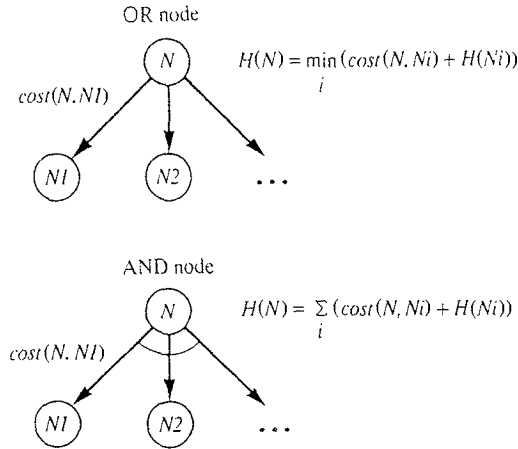 OR node
N
H(N) = min (cost(N, Ni) + H(Ni))
i
cost(N, N1)
N1
N2
...
AND node
N
H(N) = Σ (cost(N, Ni) + H(Ni))
i
cost(N, N1)
N1
N2
...